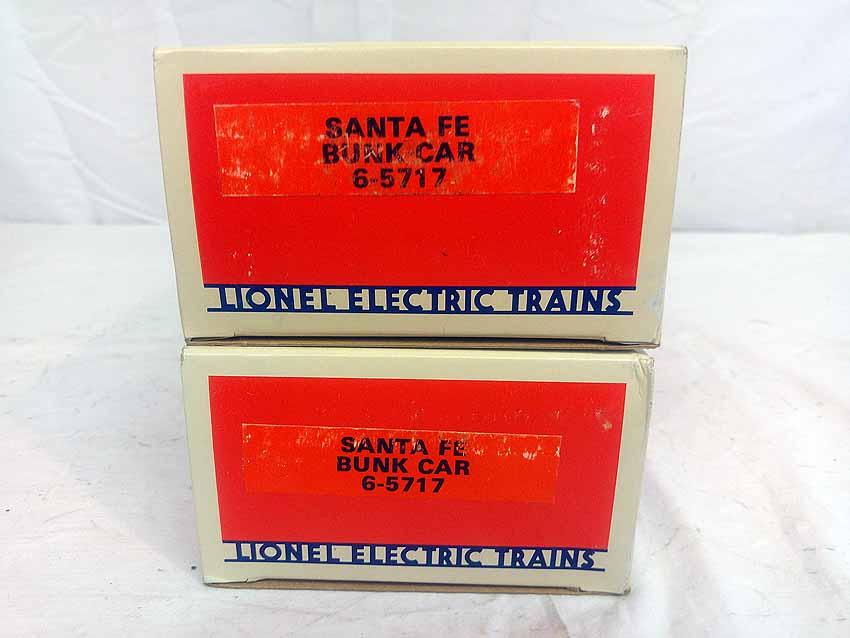 SANTA FE
BUNK CAR
6-5717
LIONEL ELECTRIC TRAINS
SANTA FE
BUNK CAR
6-5717
LIONEL ELECTRIC TRAINS